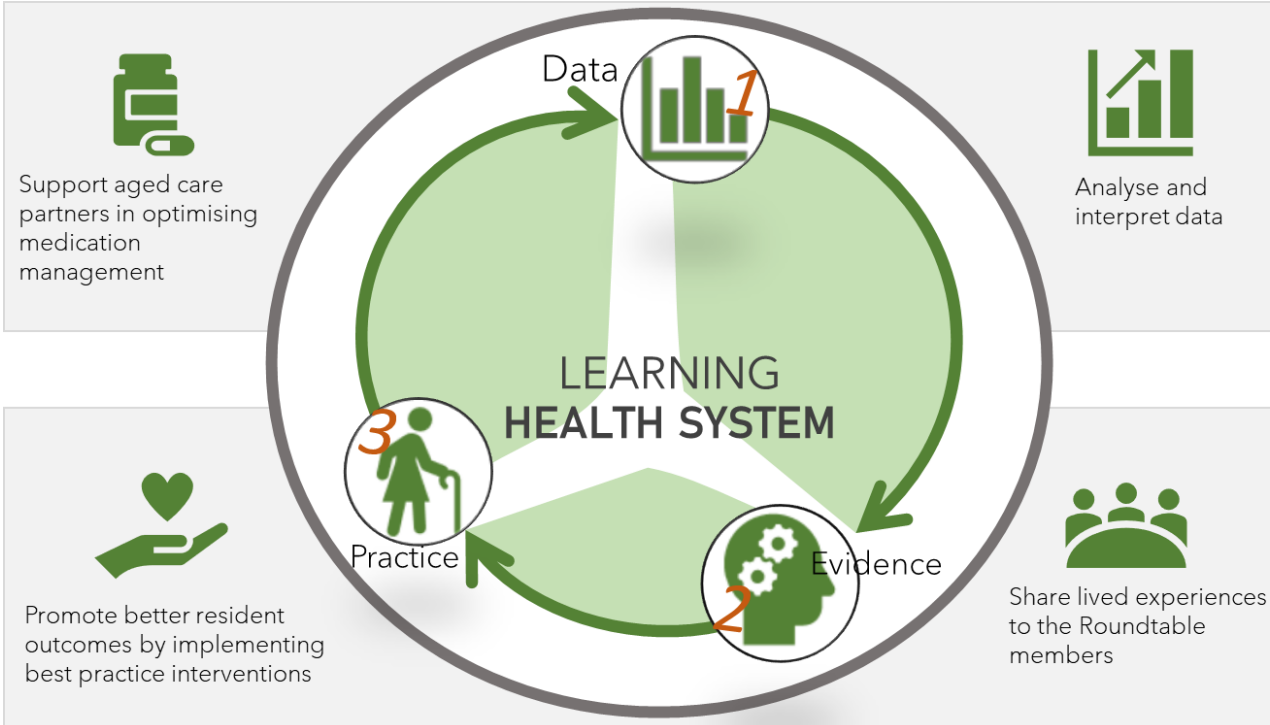 Data
1
Support aged care
partners in optimising
medication
management
Analyse and
interpret data
LEARNING
HEALTH SYSTEM
3
Practice
2
Evidence
Promote better resident
outcomes by implementing
best practice interventions
Share lived experiences
to the Roundtable
members